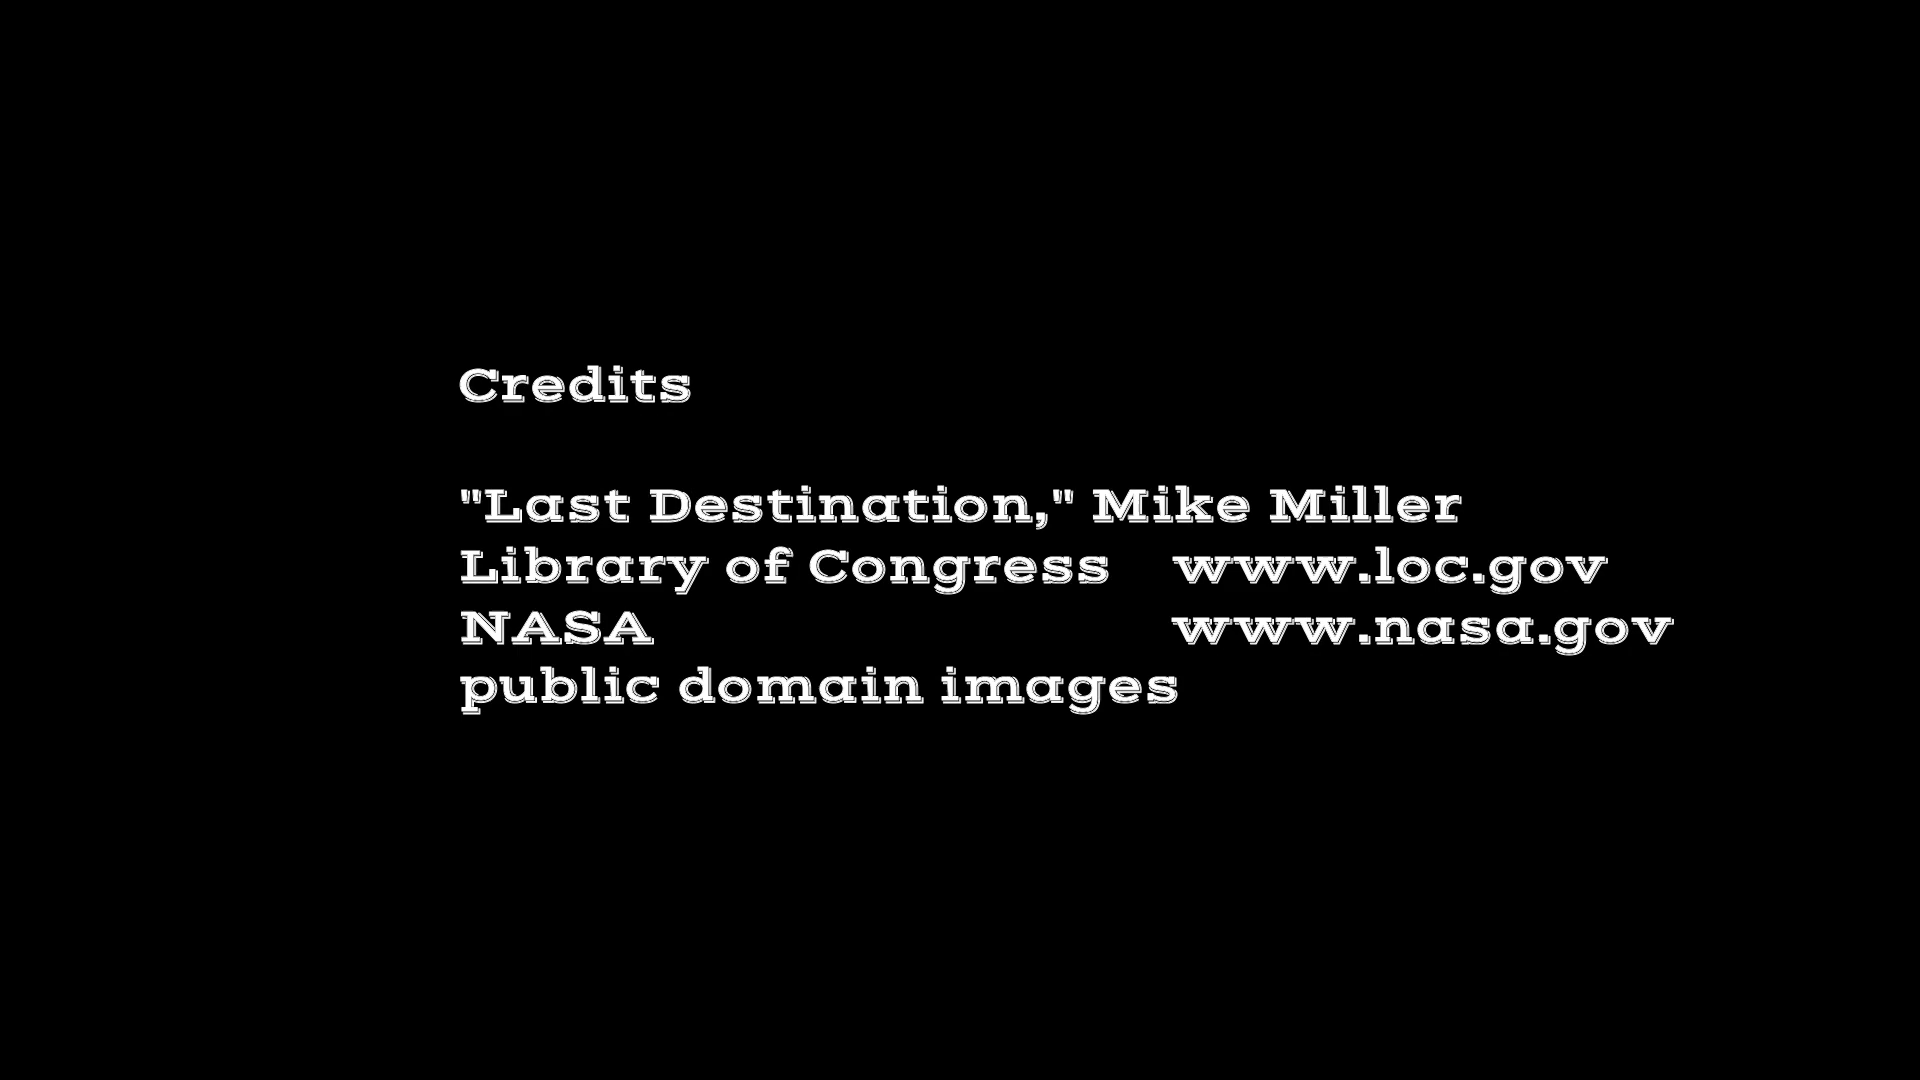 Credits
"Last Destination," Mike Miller
Library of Congress www.loc.gov
NASA www.nasa.gov
public domain images